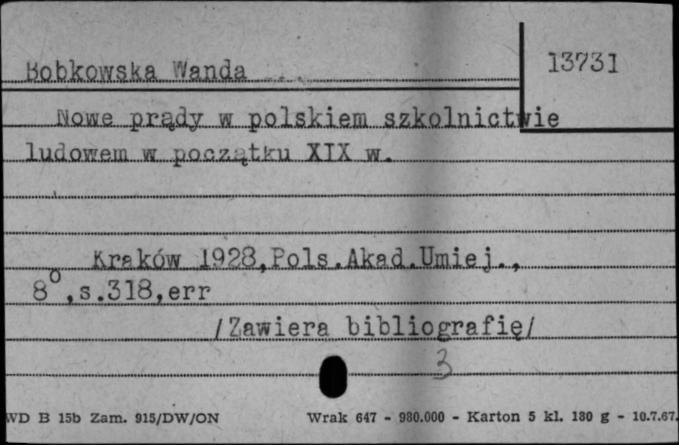 Bobkowska Wanda
13731
Nowe prądy w polskiem szkolnictwie
ludowem w początku XIX w.
Kraków 1928,Pols.Akad.Umiej.,
8°,s.318,err
/Zawiera bibliografię/
3
WD B 15b Zam. 915/DW/ON Wrak 647 - 980.000 - Karton 5 kl. 180 g - 10.7.67.